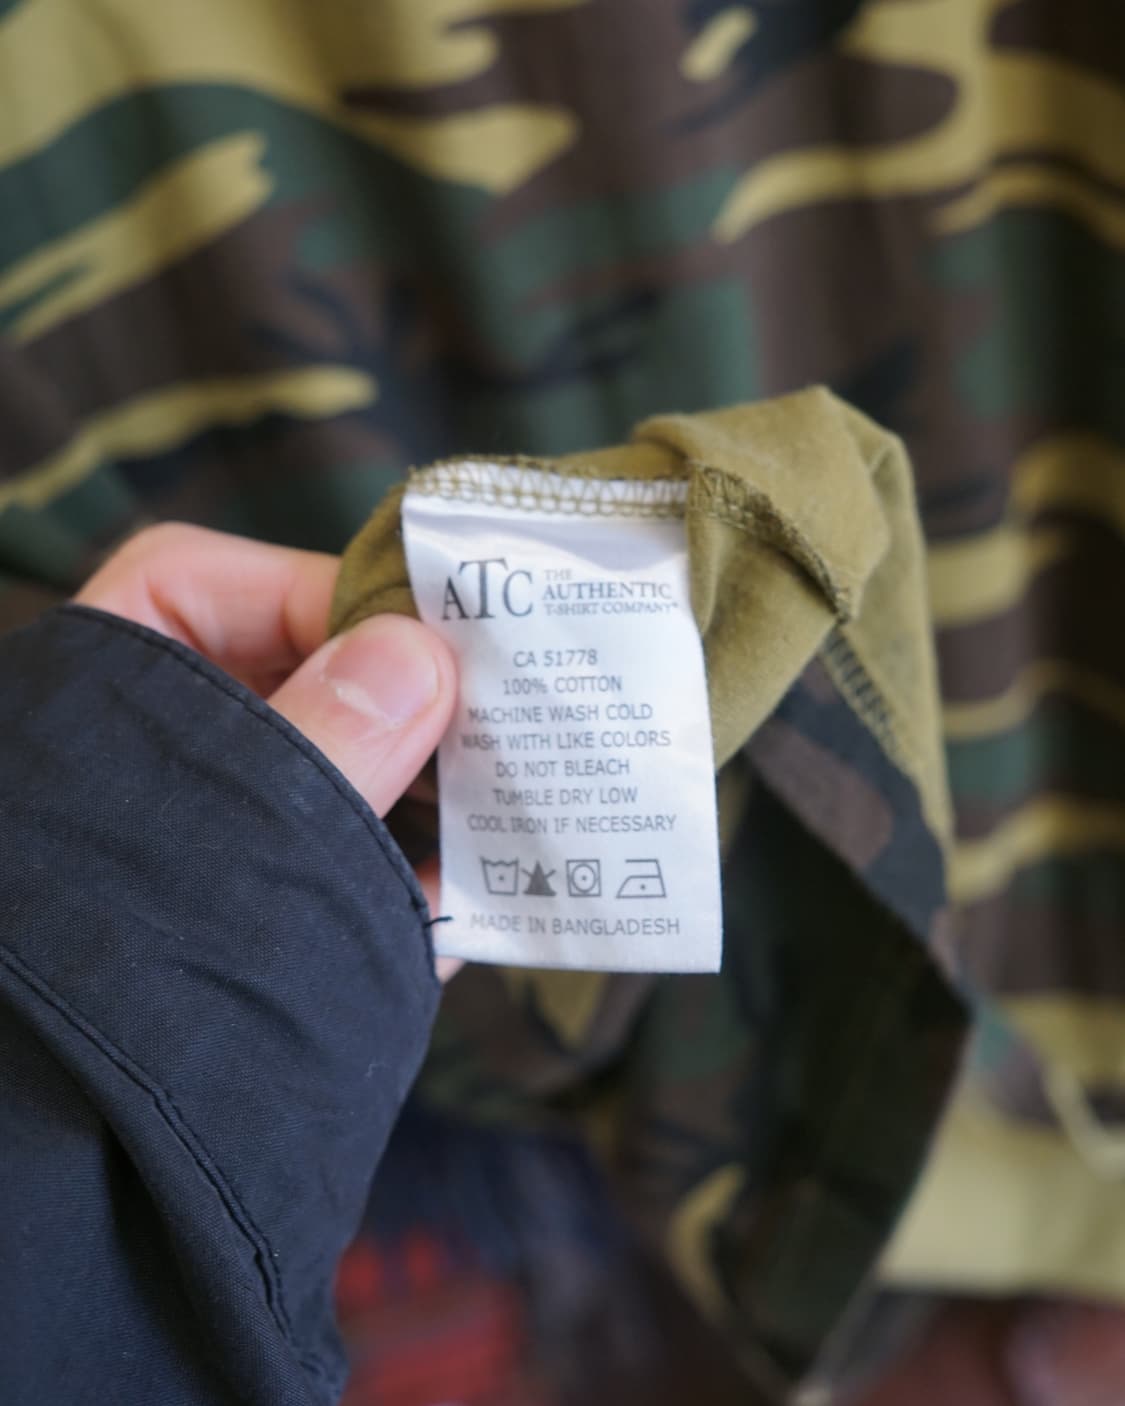 ATC THE
AUTHENTIC
T-SHIRT COMPANY®
CA 51778
100% COTTON
MACHINE WASH COLD
WASH WITH LIKE COLORS
DO NOT BLEACH
TUMBLE DRY LOW
COOL IRON IF NECESSARY
MADE IN BANGLADESH